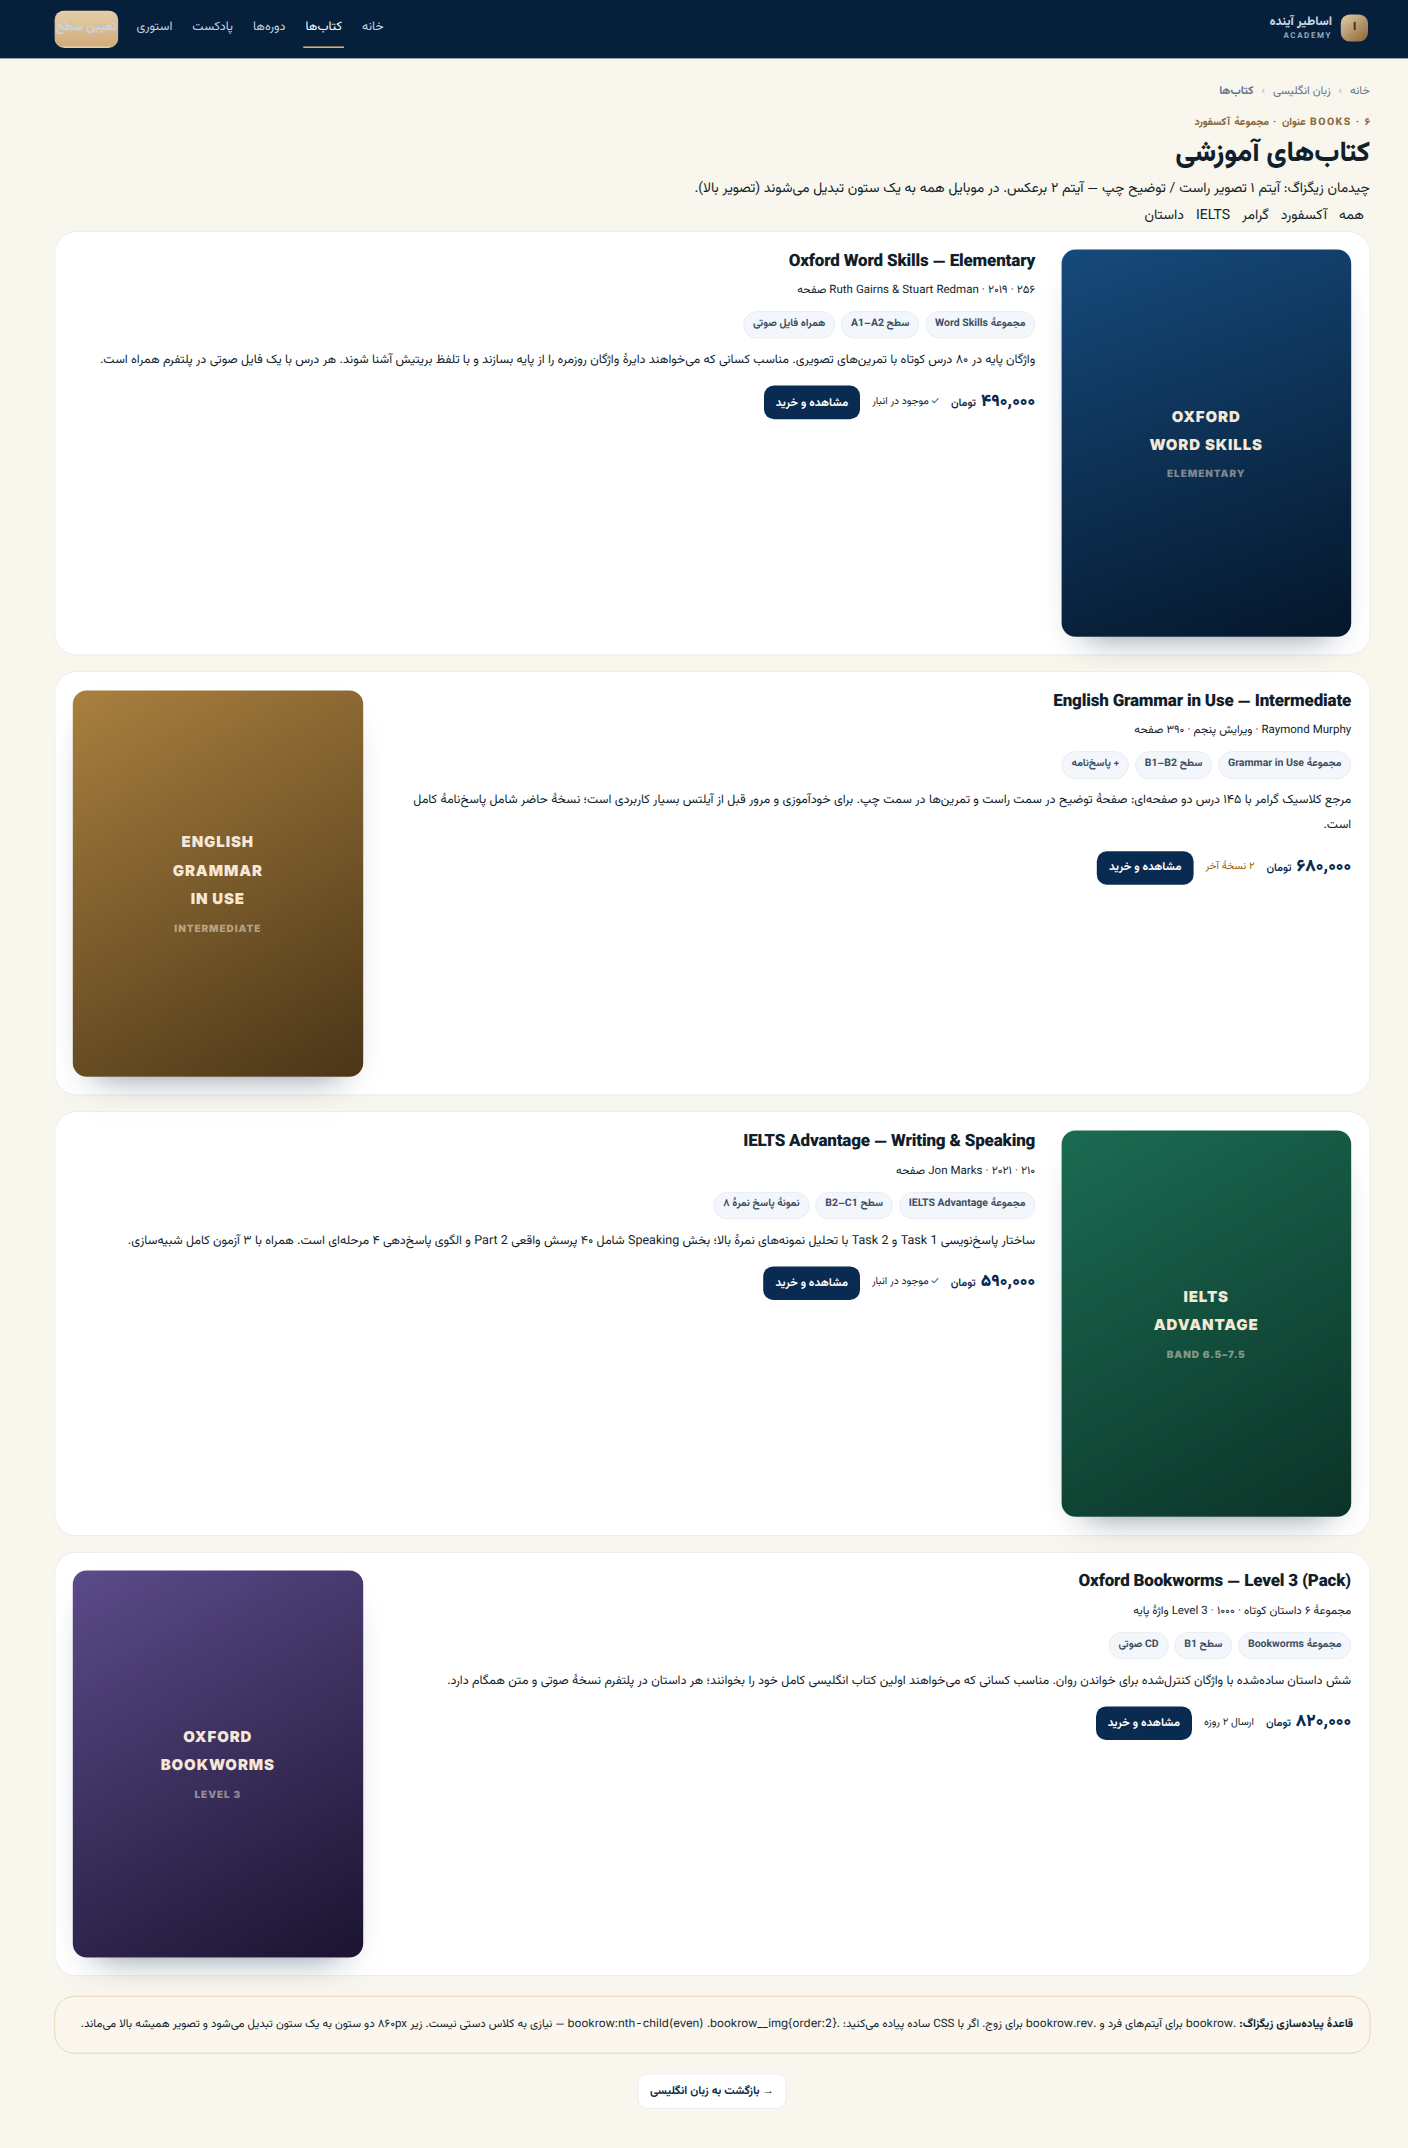 ا
اساطیر آینده
ACADEMY
خانه کتاب‌ها دوره‌ها پادکست استوری تعیین سطح
خانه › زبان انگلیسی › کتاب‌ها
BOOKS · ۶ عنوان · مجموعهٔ آکسفورد
کتاب‌های آموزشی
چیدمان زیگزاگ: آیتم ۱ تصویر راست / توضیح چپ — آیتم ۲ برعکس. در موبایل همه به یک ستون تبدیل می‌شوند (تصویر بالا).
همه آکسفورد گرامر IELTS داستان
OXFORD
WORD SKILLS
ELEMENTARY
Oxford Word Skills — Elementary
Ruth Gairns & Stuart Redman · ۲۰۱۹ · ۲۵۶ صفحه
مجموعهٔ Word Skills سطح A1–A2 همراه فایل صوتی
واژگان پایه در ۸۰ درس کوتاه با تمرین‌های تصویری. مناسب کسانی که می‌خواهند دایرهٔ واژگان روزمره را از پایه بسازند و با تلفظ بریتیش آشنا شوند. هر درس با یک فایل صوتی در پلتفرم همراه است.
۴۹۰,۰۰۰ تومان ✓ موجود در انبار مشاهده و خرید
English Grammar in Use — Intermediate
Raymond Murphy · ویرایش پنجم · ۳۹۰ صفحه
مجموعهٔ Grammar in Use سطح B1–B2 + پاسخ‌نامه
مرجع کلاسیک گرامر با ۱۴۵ درس دو صفحه‌ای: صفحهٔ توضیح در سمت راست و تمرین‌ها در سمت چپ. برای خودآموزی و مرور قبل از آیلتس بسیار کاربردی است؛ نسخهٔ حاضر شامل پاسخ‌نامهٔ کامل
است.
۶۸۰,۰۰۰ تومان ۲ نسخهٔ آخر مشاهده و خرید
ENGLISH
GRAMMAR
IN USE
INTERMEDIATE
IELTS
ADVANTAGE
BAND 6.5–7.5
IELTS Advantage — Writing & Speaking
Jon Marks · ۲۰۲۱ · ۲۱۰ صفحه
مجموعهٔ IELTS Advantage سطح B2–C1 نمونهٔ پاسخ نمرهٔ ۸
ساختار پاسخ‌نویسی Task 1 و Task 2 با تحلیل نمونه‌های نمرهٔ بالا؛ بخش Speaking شامل ۴۰ پرسش واقعی Part 2 و الگوی پاسخ‌دهی ۴ مرحله‌ای است. همراه با ۳ آزمون کامل شبیه‌سازی.
۵۹۰,۰۰۰ تومان ✓ موجود در انبار مشاهده و خرید
Oxford Bookworms — Level 3 (Pack)
مجموعهٔ ۶ داستان کوتاه · Level 3 · ۱۰۰۰ واژهٔ پایه
مجموعهٔ Bookworms سطح B1 CD صوتی
شش داستان ساده‌شده با واژگان کنترل‌شده برای خواندن روان. مناسب کسانی که می‌خواهند اولین کتاب انگلیسی کامل خود را بخوانند؛ هر داستان در پلتفرم نسخهٔ صوتی و متن همگام دارد.
۸۲۰,۰۰۰ تومان ارسال ۲ روزه مشاهده و خرید
OXFORD
BOOKWORMS
LEVEL 3
قاعدهٔ پیاده‌سازی زیگزاگ: .bookrow برای آیتم‌های فرد و .bookrow.rev برای زوج. اگر با CSS ساده پیاده می‌کنید: .bookrow:nth-child(even) .bookrow__img{order:2} — نیازی به کلاس دستی نیست. زیر ۸۶۰px دو ستون به یک ستون تبدیل می‌شود و تصویر همیشه بالا می‌ماند.
→ بازگشت به زبان انگلیسی